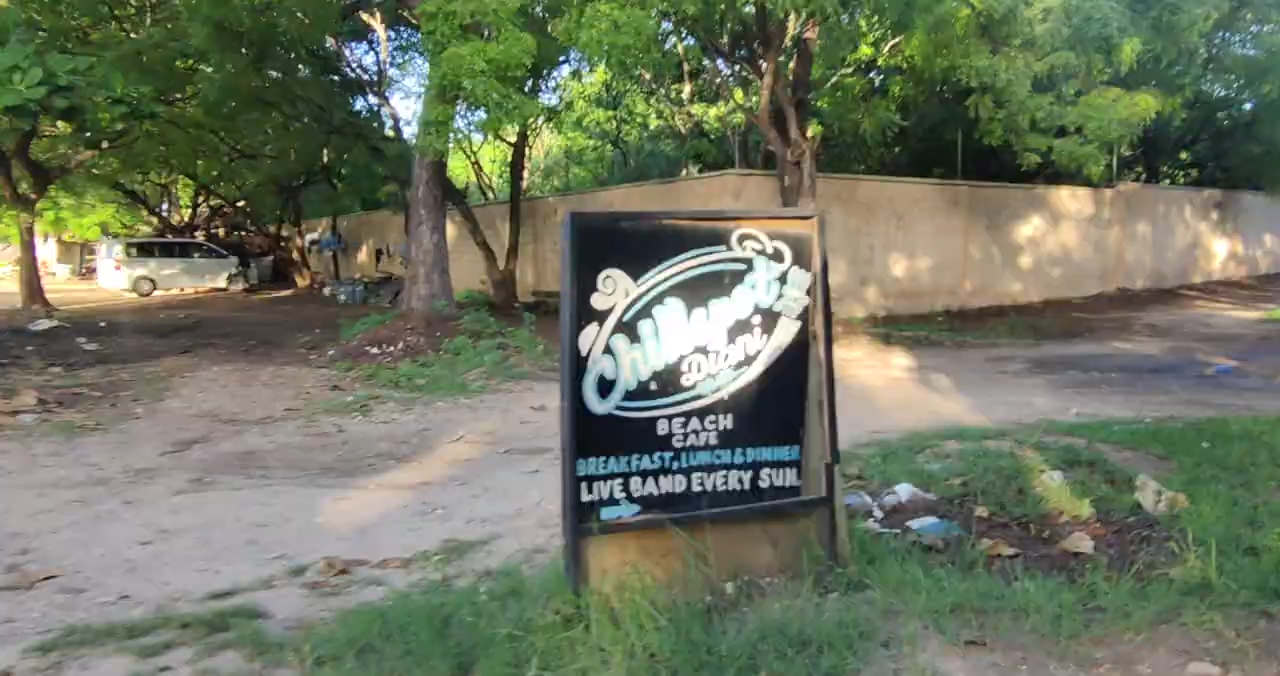 Chillspot
Diani
BEACH
CAFE
BREAKFAST, LUNCH & DINNER
LIVE BAND EVERY SUN.